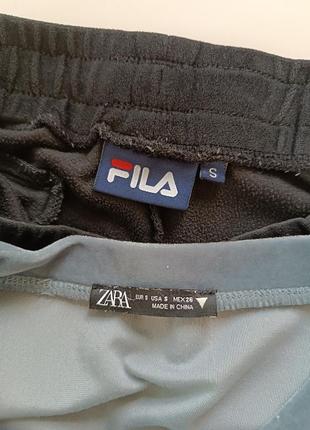 FILA
S
ZARA
EUR S USA S MEX 26
MADE IN CHINA